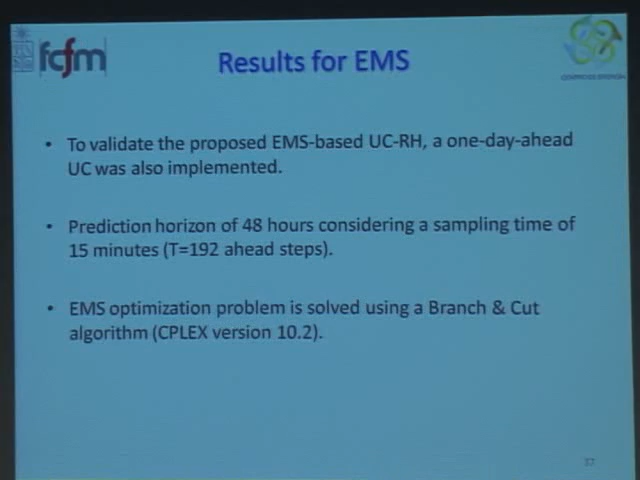 fcfm
Results for EMS
• To validate the proposed EMS-based UC-RH, a one-day-ahead
UC was also implemented.
• Prediction horizon of 48 hours considering a sampling time of
15 minutes (T=192 ahead steps).
• EMS optimization problem is solved using a Branch & Cut
algorithm (CPLEX version 10.2).
37